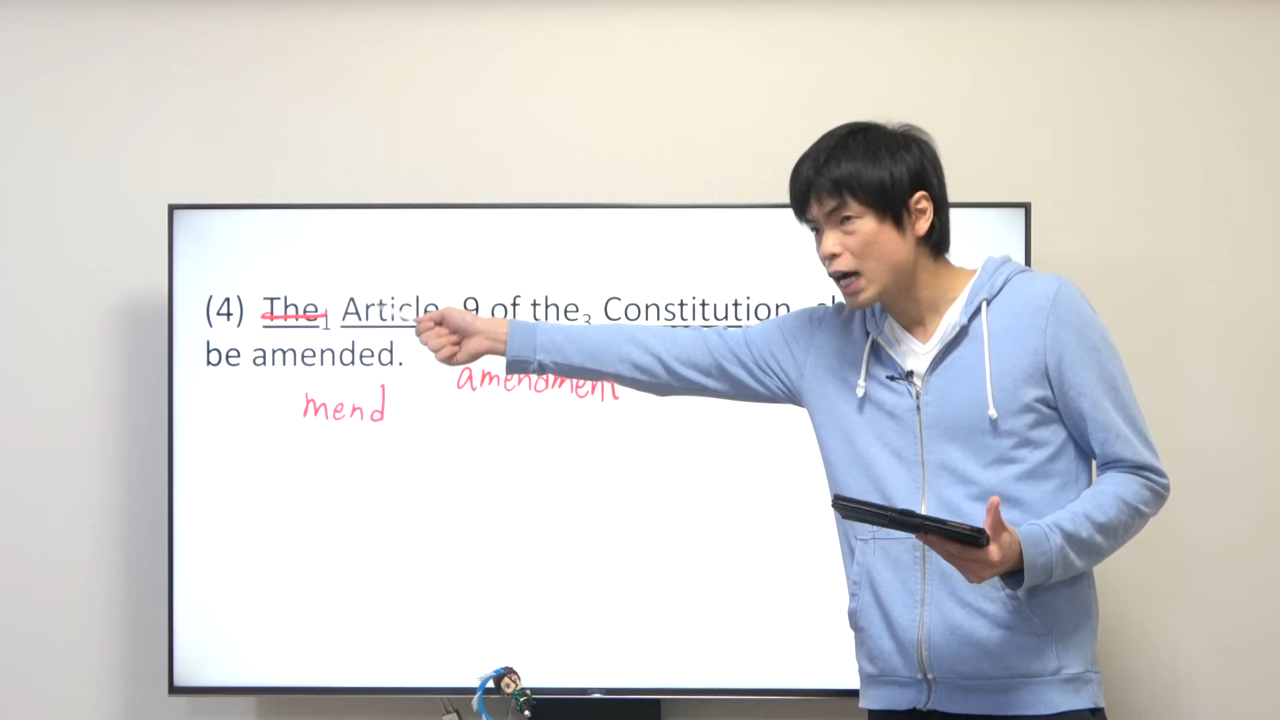 (4) The₁ Article 9 of the₃ Constitution
be amended.
mend
amendment